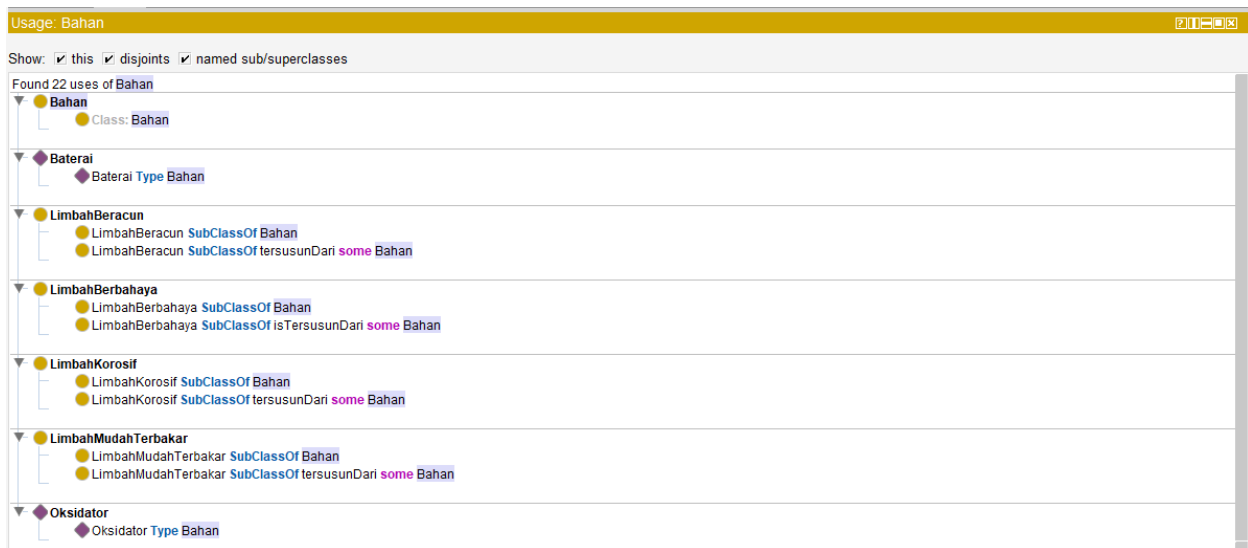 Usage: Bahan
Show: this disjoints named sub/superclasses
Found 22 uses of Bahan
Bahan
Class: Bahan
Baterai
Baterai Type Bahan
LimbahBeracun
LimbahBeracun SubClassOf Bahan
LimbahBeracun SubClassOf tersusunDari some Bahan
LimbahBerbahaya
LimbahBerbahaya SubClassOf Bahan
LimbahBerbahaya SubClassOf isTersusunDari some Bahan
LimbahKorosif
LimbahKorosif SubClassOf Bahan
LimbahKorosif SubClassOf tersusunDari some Bahan
LimbahMudahTerbakar
LimbahMudahTerbakar SubClassOf Bahan
LimbahMudahTerbakar SubClassOf tersusunDari some Bahan
Oksidator
Oksidator Type Bahan